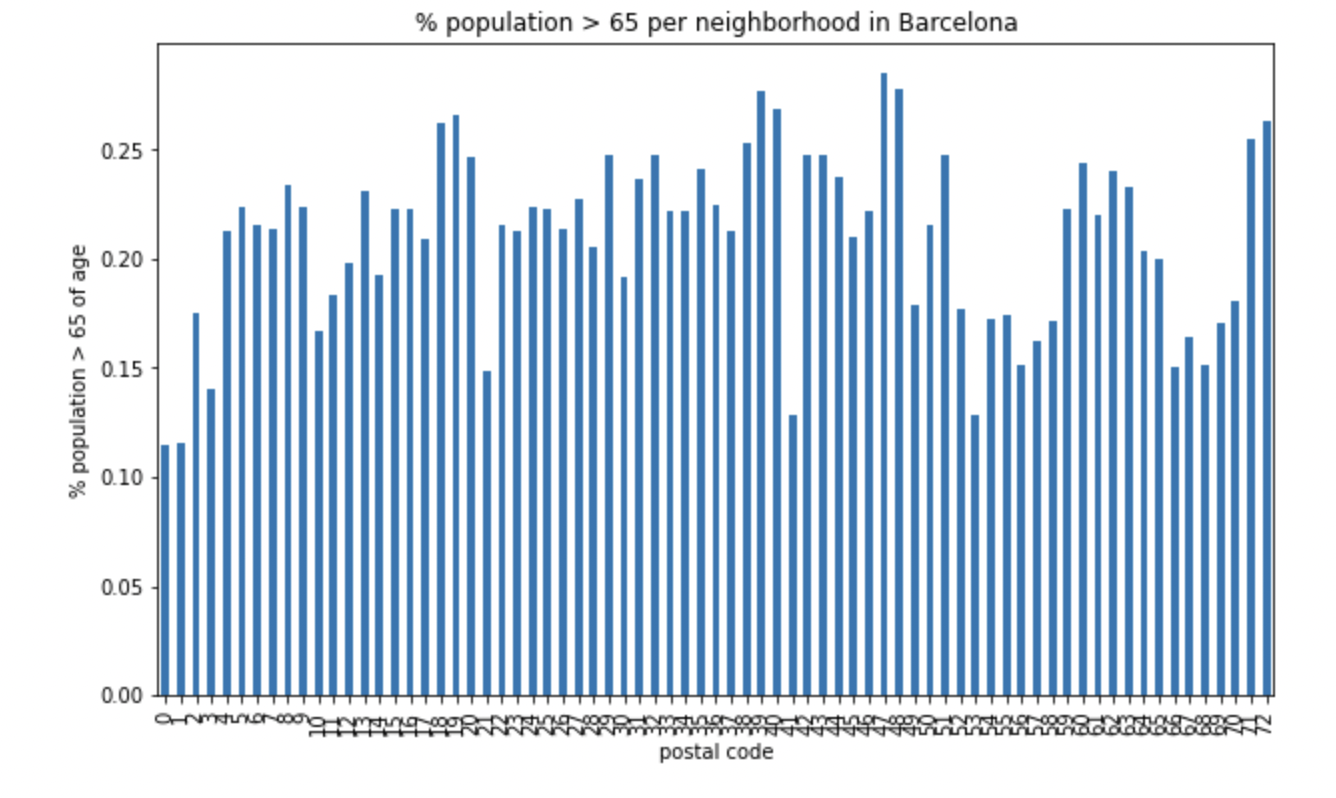 % population > 65 per neighborhood in Barcelona
% population > 65 of age
0.25
0.20
0.15
0.10
0.05
0.00
0 1 2 3 4 5 6 7 8 9 10 11 12 13 14 15 16 17 18 19 20 21 22 23 24 25 26 27 28 29 30 31 32 33 34 35 36 37 38 39 40 41 42 43 44 45 46 47 48 49 50 51 52 53 54 55 56 57 58 59 60 61 62 63 64 65 66 67 68 69 70 71 72
postal code